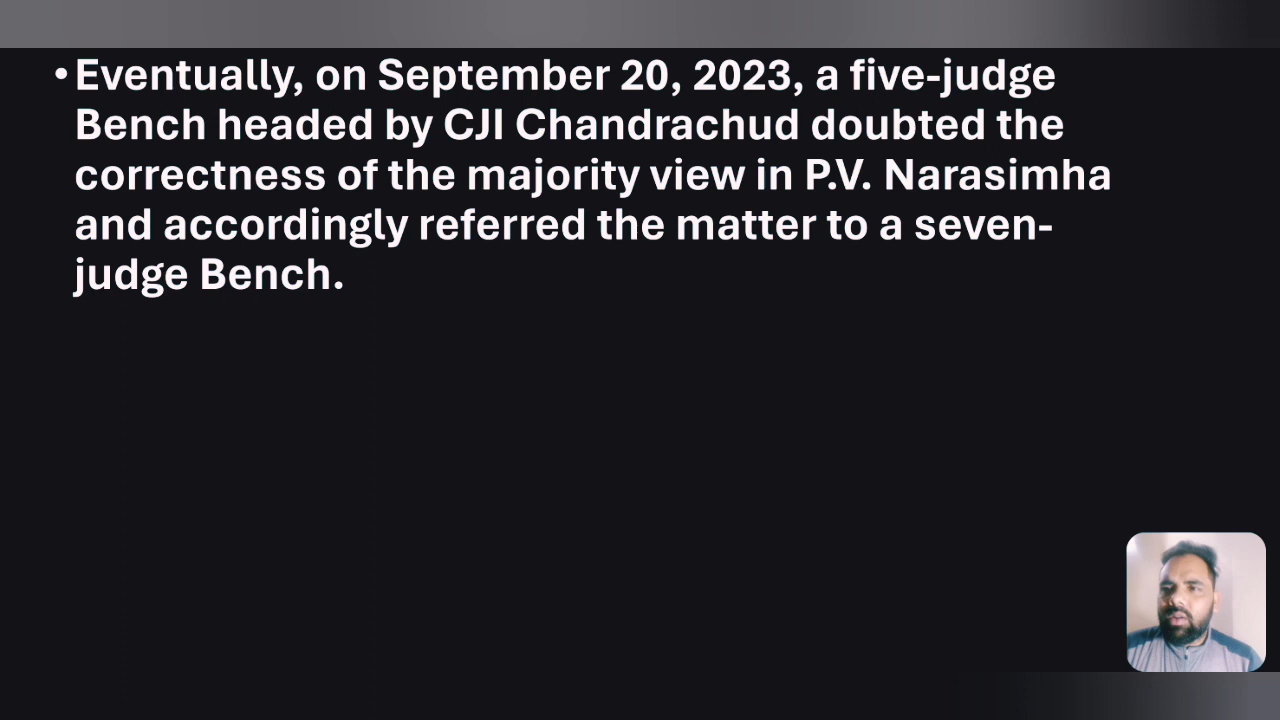 •Eventually, on September 20, 2023, a five-judge
Bench headed by CJI Chandrachud doubted the
correctness of the majority view in P.V. Narasimha
and accordingly referred the matter to a seven-
judge Bench.